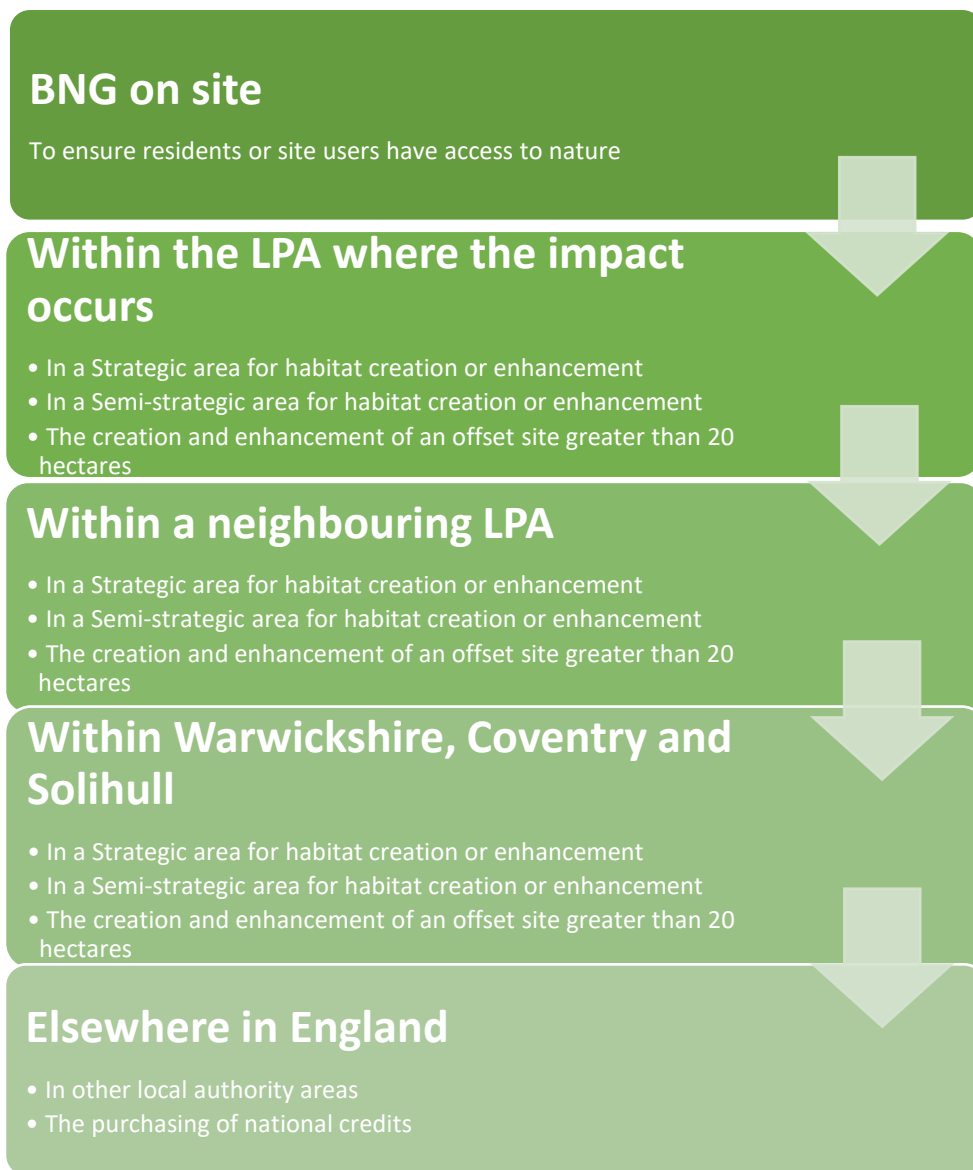 BNG on site
To ensure residents or site users have access to nature
Within the LPA where the impact
occurs
• In a Strategic area for habitat creation or enhancement
• In a Semi-strategic area for habitat creation or enhancement
• The creation and enhancement of an offset site greater than 20
hectares
Within a neighbouring LPA
• In a Strategic area for habitat creation or enhancement
• In a Semi-strategic area for habitat creation or enhancement
• The creation and enhancement of an offset site greater than 20
hectares
Within Warwickshire, Coventry and
Solihull
• In a Strategic area for habitat creation or enhancement
• In a Semi-strategic area for habitat creation or enhancement
• The creation and enhancement of an offset site greater than 20
hectares
Elsewhere in England
• In other local authority areas
• The purchasing of national credits